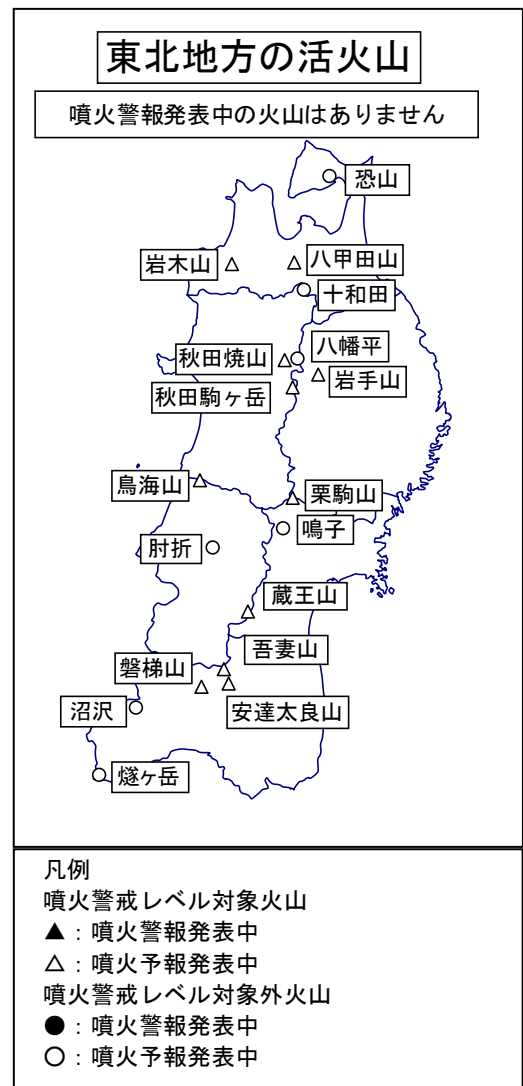 東北地方の活火山
噴火警報発表中の火山はありません
恐山
岩木山
八甲田山
十和田
八幡平
秋田焼山
岩手山
秋田駒ヶ岳
鳥海山
栗駒山
鳴子
肘折
蔵王山
吾妻山
磐梯山
沼沢
安達太良山
燧ヶ岳
凡例
噴火警戒レベル対象火山
▲：噴火警報発表中
△：噴火予報発表中
噴火警戒レベル対象外火山
●：噴火警報発表中
○：噴火予報発表中